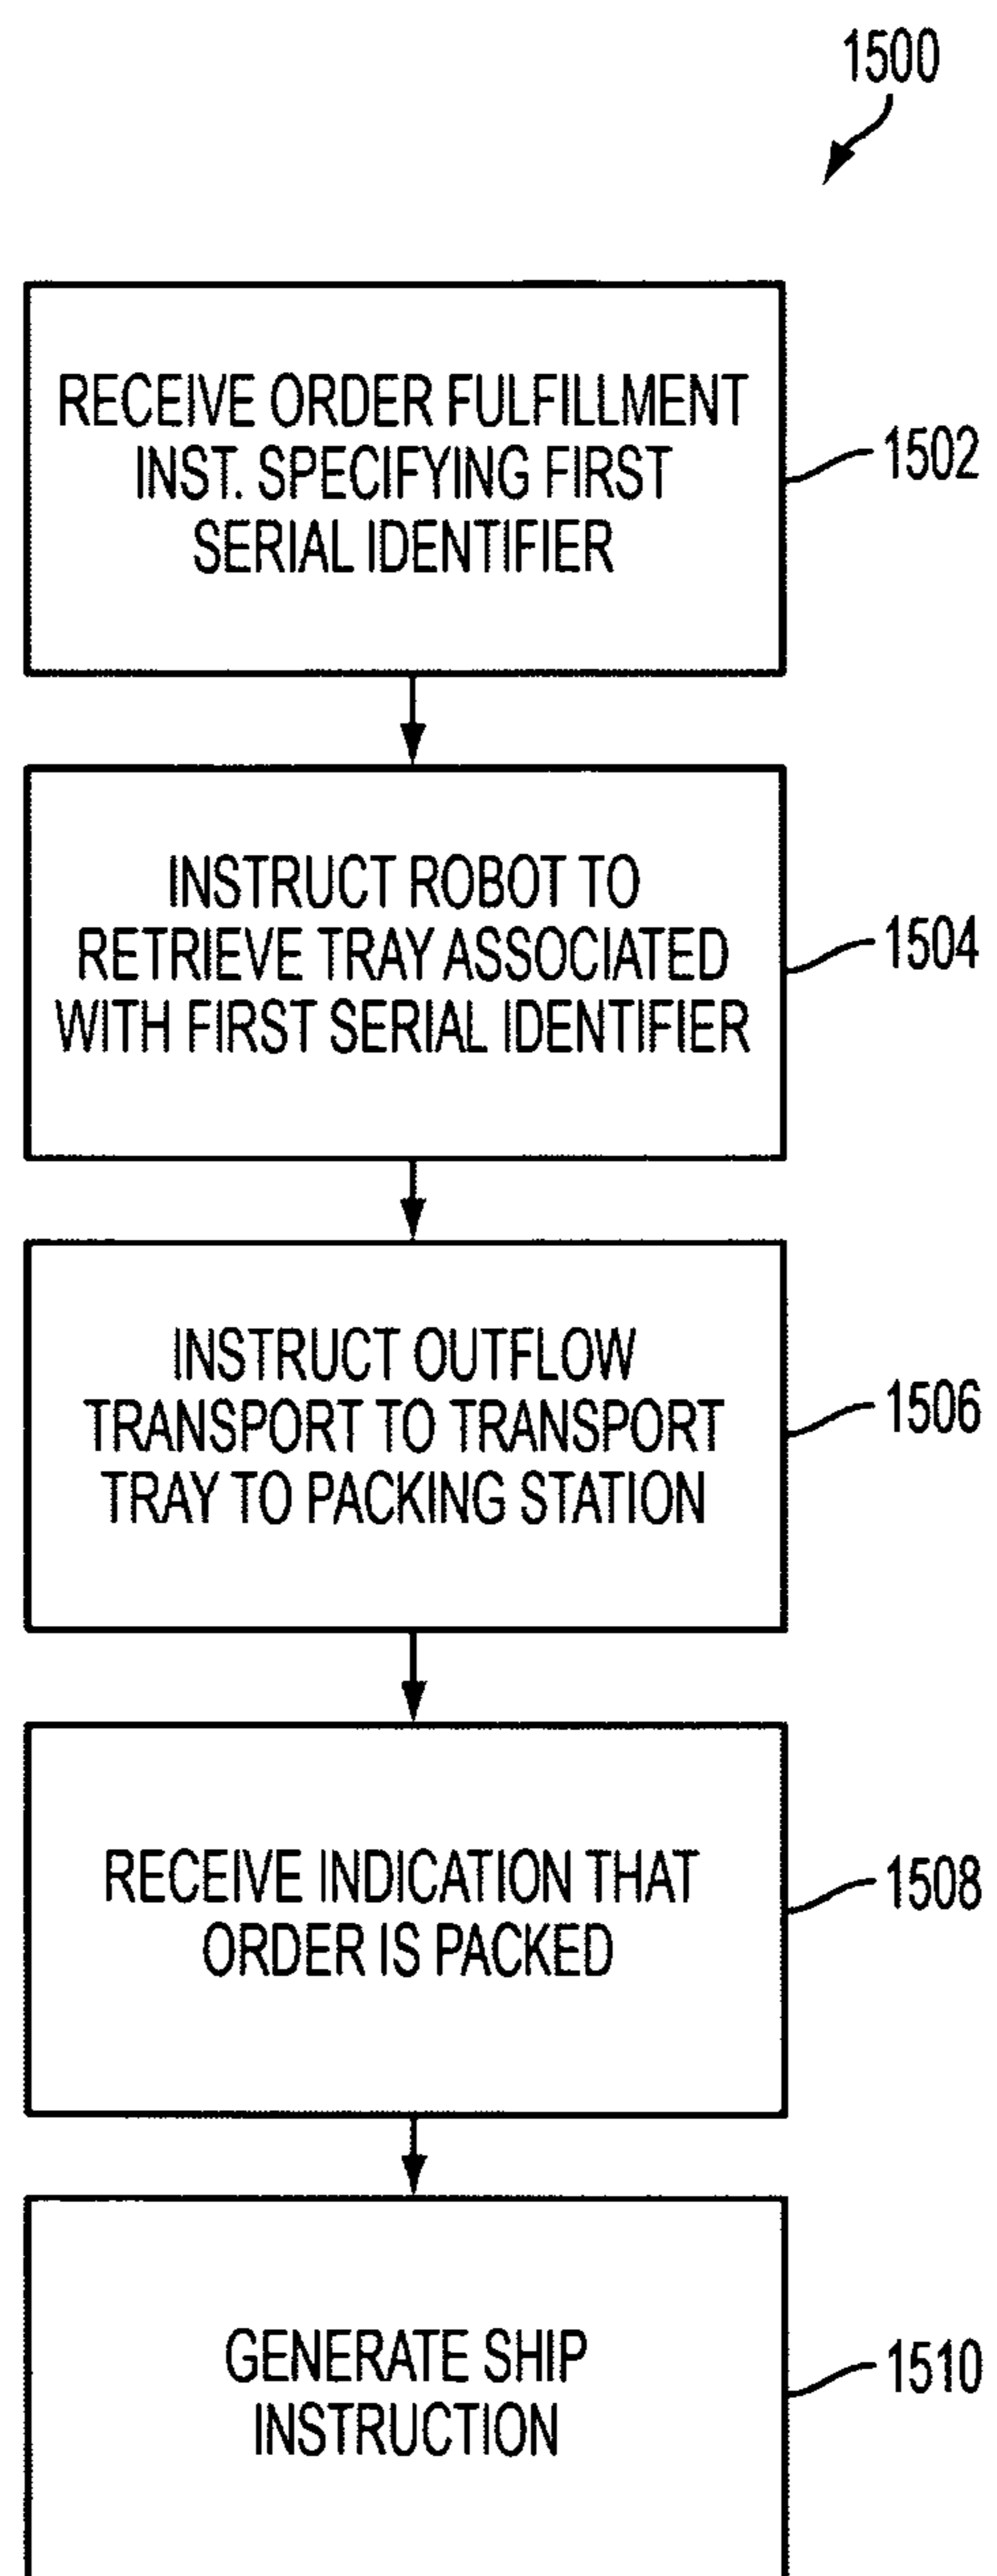 1500
RECEIVE ORDER FULFILLMENT
INST. SPECIFYING FIRST
SERIAL IDENTIFIER
1502
INSTRUCT ROBOT TO
RETRIEVE TRAY ASSOCIATED
WITH FIRST SERIAL IDENTIFIER
1504
INSTRUCT OUTFLOW
TRANSPORT TO TRANSPORT
TRAY TO PACKING STATION
1506
RECEIVE INDICATION THAT
ORDER IS PACKED
1508
GENERATE SHIP
INSTRUCTION
1510